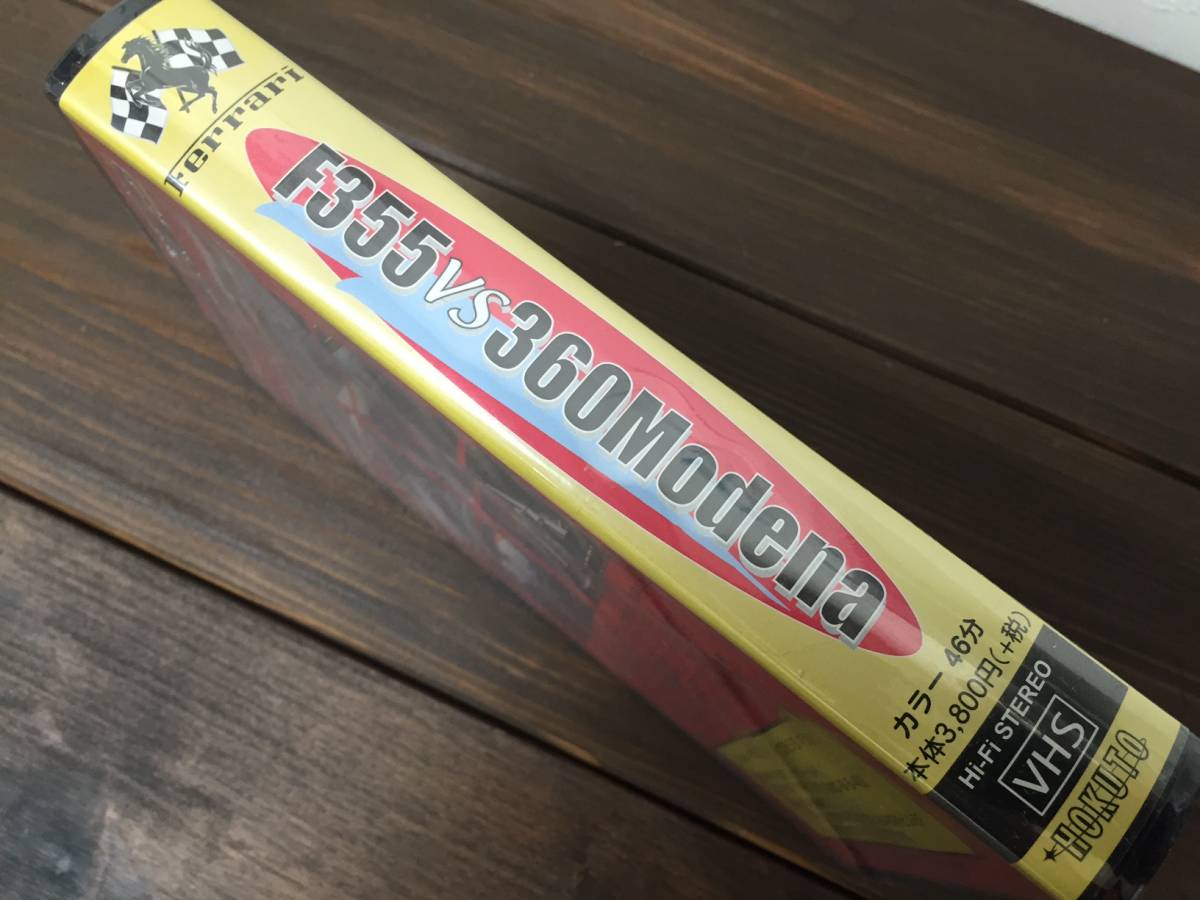 Ferrari
F355 VS 360Modena
カラー 46分
本体3,800円(+税)
Hi-Fi STEREO
VHS
HOKUTO